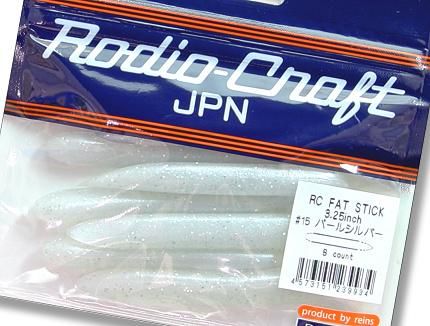 Rodio-Craft
JPN
RC FAT STICK
3.25inch
#15 パールシルバー
8 count
4573151239934
product by reins